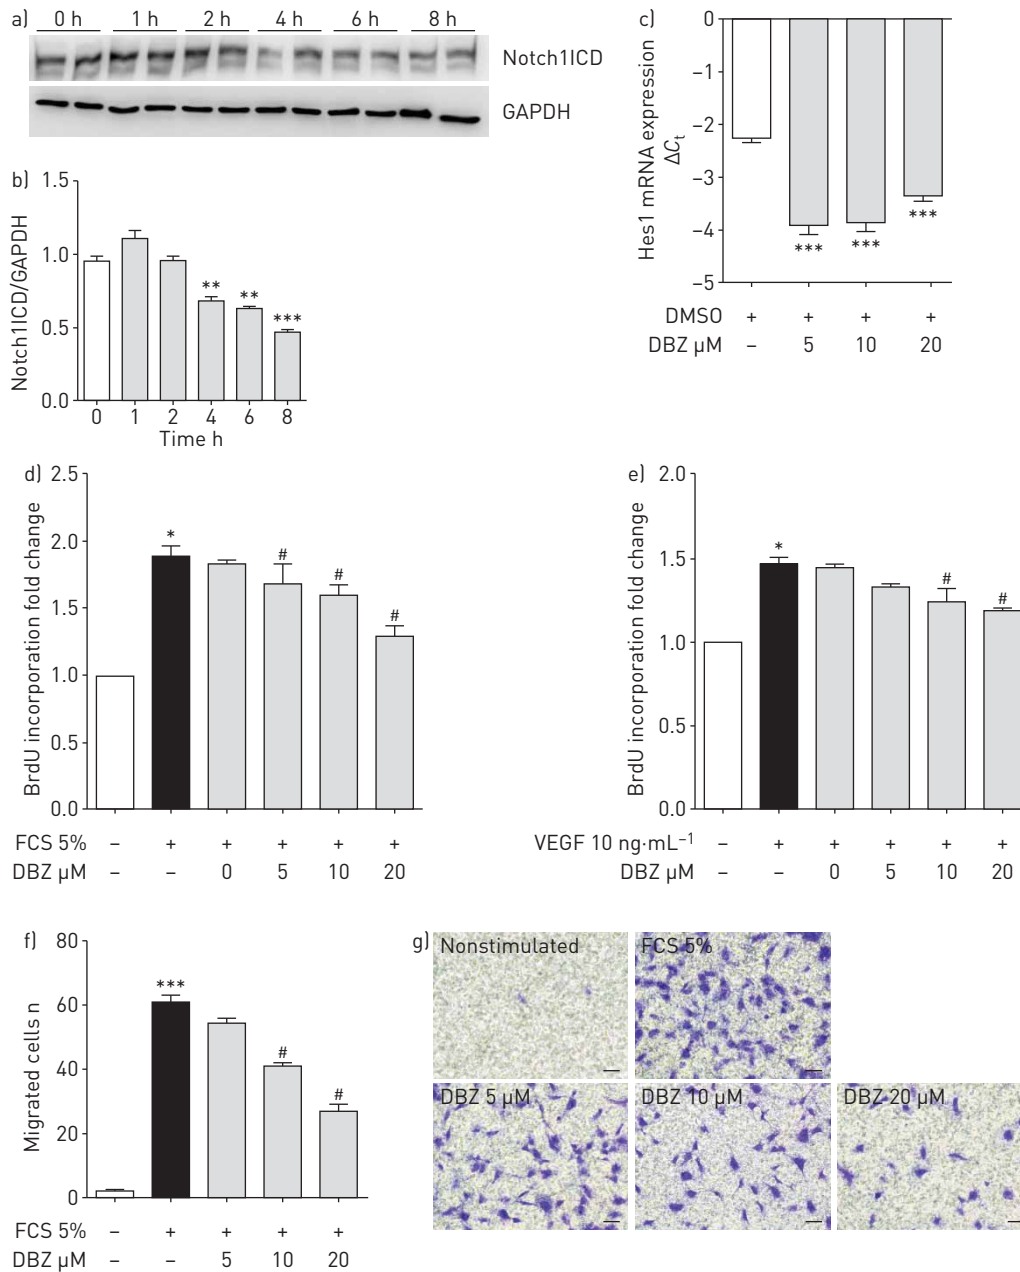 a)
0 h 1 h 2 h 4 h 6 h 8 h
Notch1ICD
GAPDH
b)
Notch1ICD/GAPDH
1.5
1.0
0.5
0.0
** ** ***
0 1 2 4 6 8
Time h
c)
Hes1 mRNA expression
ΔCt
0
–1
–2
–3
–4
–5
*** *** ***
DMSO + + + +
DBZ µM – 5 10 20
d)
BrdU incorporation fold change
2.5
2.0
1.5
1.0
0.5
0.0
* # # #
FCS 5% – + + + + +
DBZ µM – – 0 5 10 20
e)
BrdU incorporation fold change
2.0
1.5
1.0
0.5
0.0
* # #
VEGF 10 ng·mL–1 – + + + + +
DBZ µM – – 0 5 10 20
f)
Migrated cells n
80
60
40
20
0
*** # #
FCS 5% – + + + +
DBZ µM – – 5 10 20
g)
Nonstimulated FCS 5%
DBZ 5 µM DBZ 10 µM DBZ 20 µM